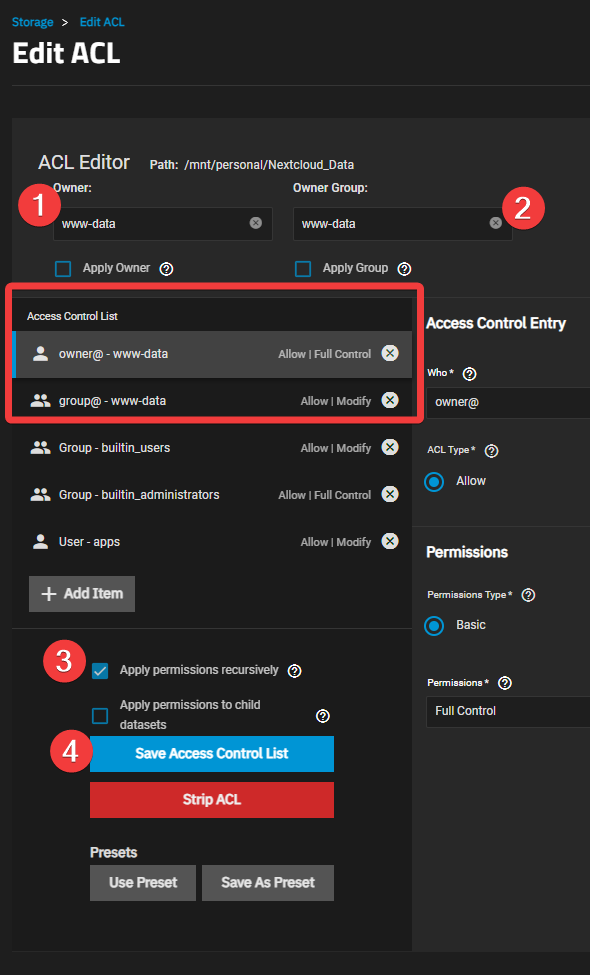 Storage > Edit ACL
Edit ACL
ACL Editor Path: /mnt/personal/Nextcloud_Data
Owner: Owner Group:
1 www-data www-data 2
Apply Owner Apply Group
Access Control List
owner@ - www-data Allow | Full Control
group@ - www-data Allow | Modify
Group - builtin_users Allow | Modify
Group - builtin_administrators Allow | Full Control
User - apps Allow | Modify
+ Add Item
3 Apply permissions recursively
Apply permissions to child
datasets
4 Save Access Control List
Strip ACL
Presets
Use Preset Save As Preset
Access Control Entry
Who *
owner@
ACL Type *
Allow
Permissions
Permissions Type *
Basic
Permissions *
Full Control